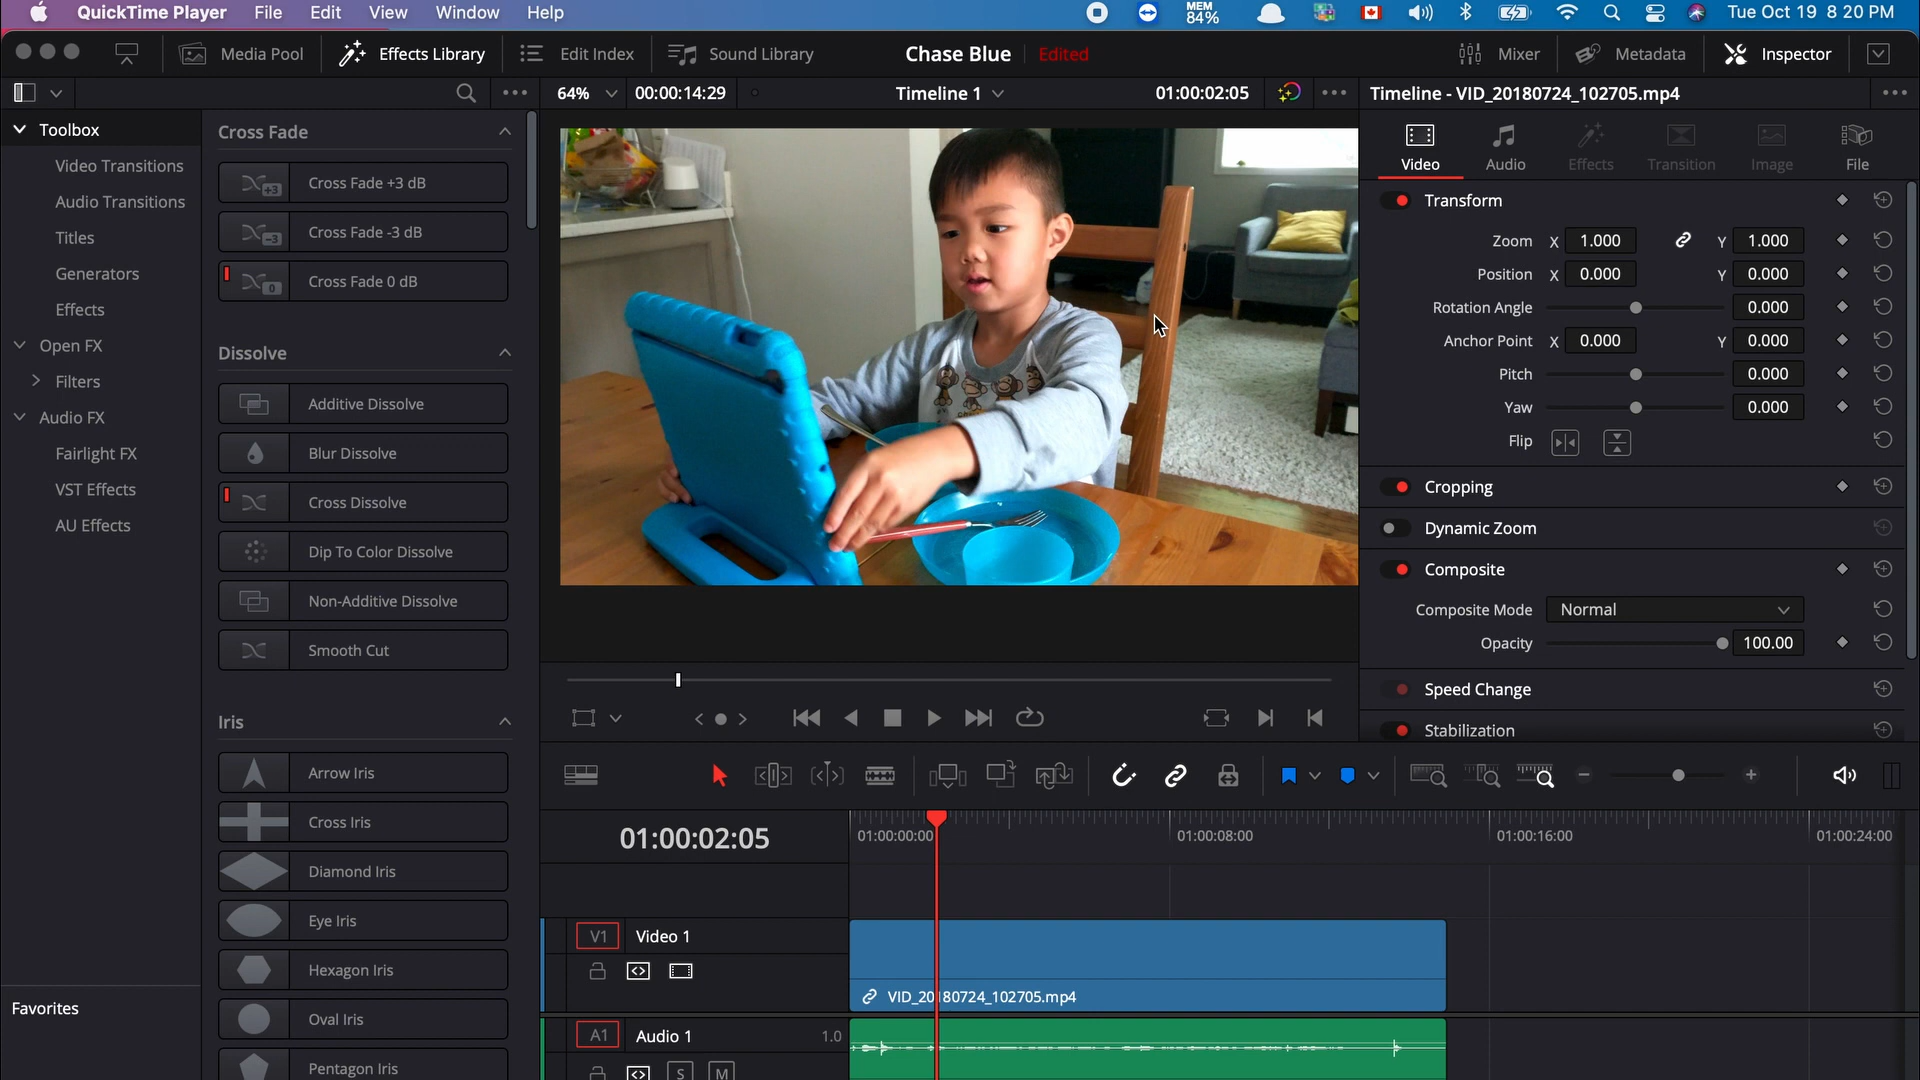 QuickTime Player File Edit View Window Help MEM 84% Tue Oct 19 8 20 PM
Media Pool Effects Library Edit Index Sound Library Chase Blue Edited Mixer Metadata Inspector
64% 00:00:14:29 Timeline 1 01:00:02:05 Timeline - VID_20180724_102705.mp4
Toolbox
Video Transitions
Audio Transitions
Titles
Generators
Effects
Open FX
Filters
Audio FX
Fairlight FX
VST Effects
AU Effects
Favorites
Cross Fade
+3 Cross Fade +3 dB
-3 Cross Fade -3 dB
0 Cross Fade 0 dB
Dissolve
Additive Dissolve
Blur Dissolve
Cross Dissolve
Dip To Color Dissolve
Non-Additive Dissolve
Smooth Cut
Iris
Arrow Iris
Cross Iris
Diamond Iris
Eye Iris
Hexagon Iris
Oval Iris
Pentagon Iris
Video Audio Effects Transition Image File
Transform
Zoom X 1.000 Y 1.000
Position X 0.000 Y 0.000
Rotation Angle 0.000
Anchor Point X 0.000 Y 0.000
Pitch 0.000
Yaw 0.000
Flip
Cropping
Dynamic Zoom
Composite
Composite Mode Normal
Opacity 100.00
Speed Change
Stabilization
01:00:02:05 01:00:00:00 01:00:08:00 01:00:16:00 01:00:24:00
V1 Video 1
VID_20180724_102705.mp4
A1 Audio 1 1.0
S M